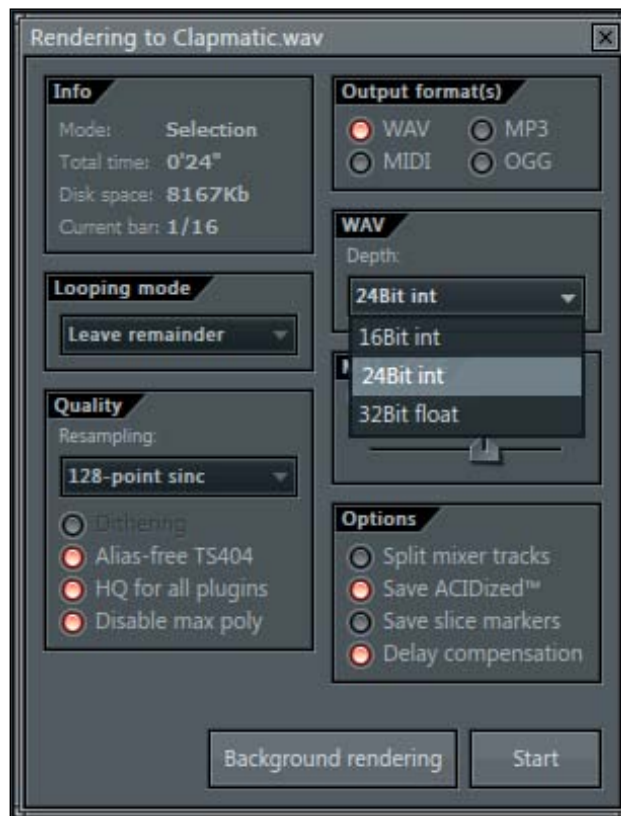 Rendering to Clapmatic.wav
Info
Mode: Selection
Total time: 0'24"
Disk space: 8167Kb
Current bar: 1/16
Looping mode
Leave remainder
Quality
Resampling:
128-point sinc
Dithering
Alias-free TS404
HQ for all plugins
Disable max poly
Output format(s)
WAV MP3
MIDI OGG
WAV
Depth:
24Bit int
16Bit int
24Bit int
32Bit float
Options
Split mixer tracks
Save ACIDized™
Save slice markers
Delay compensation
Background rendering Start